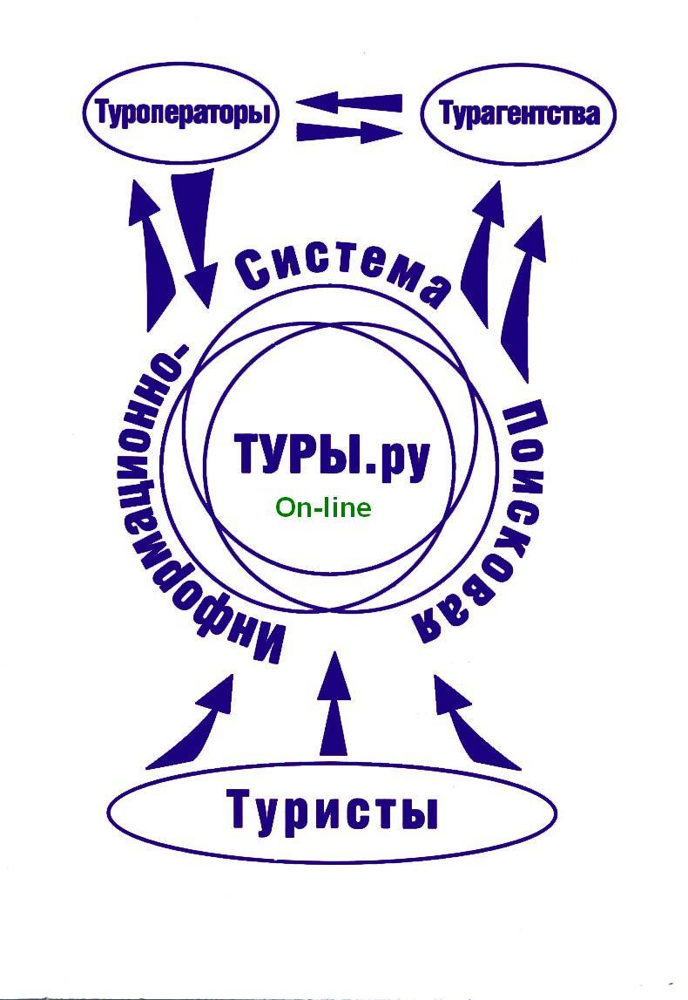 Туроператоры
Турагентства
Информационно-
Поисковая
Система
ТУРЫ.ру
On-line
Туристы